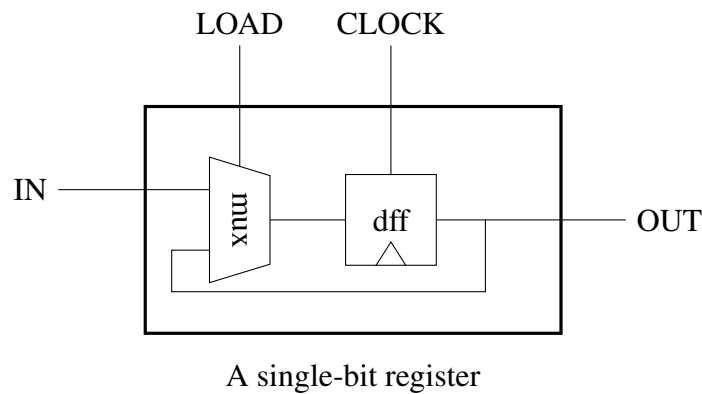 LOAD CLOCK
IN
mux
dff
OUT
A single-bit register